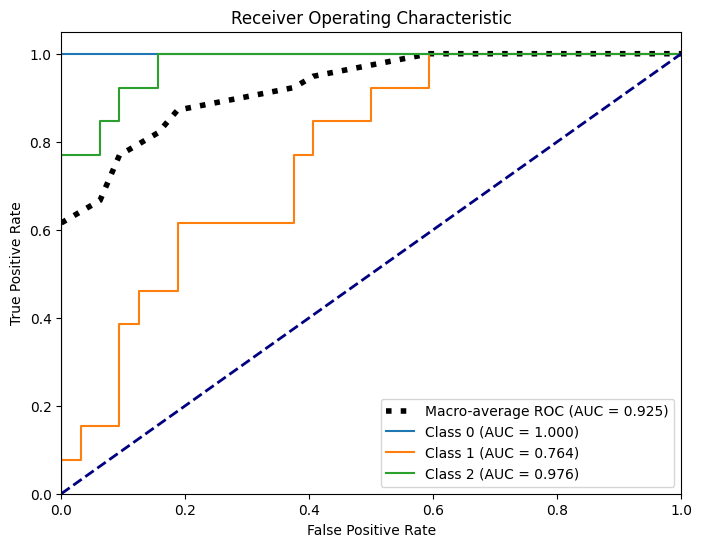 Receiver Operating Characteristic
True Positive Rate
1.0
0.8
0.6
0.4
0.2
0.0
Macro-average ROC (AUC = 0.925)
Class 0 (AUC = 1.000)
Class 1 (AUC = 0.764)
Class 2 (AUC = 0.976)
0.0 0.2 0.4 0.6 0.8 1.0
False Positive Rate